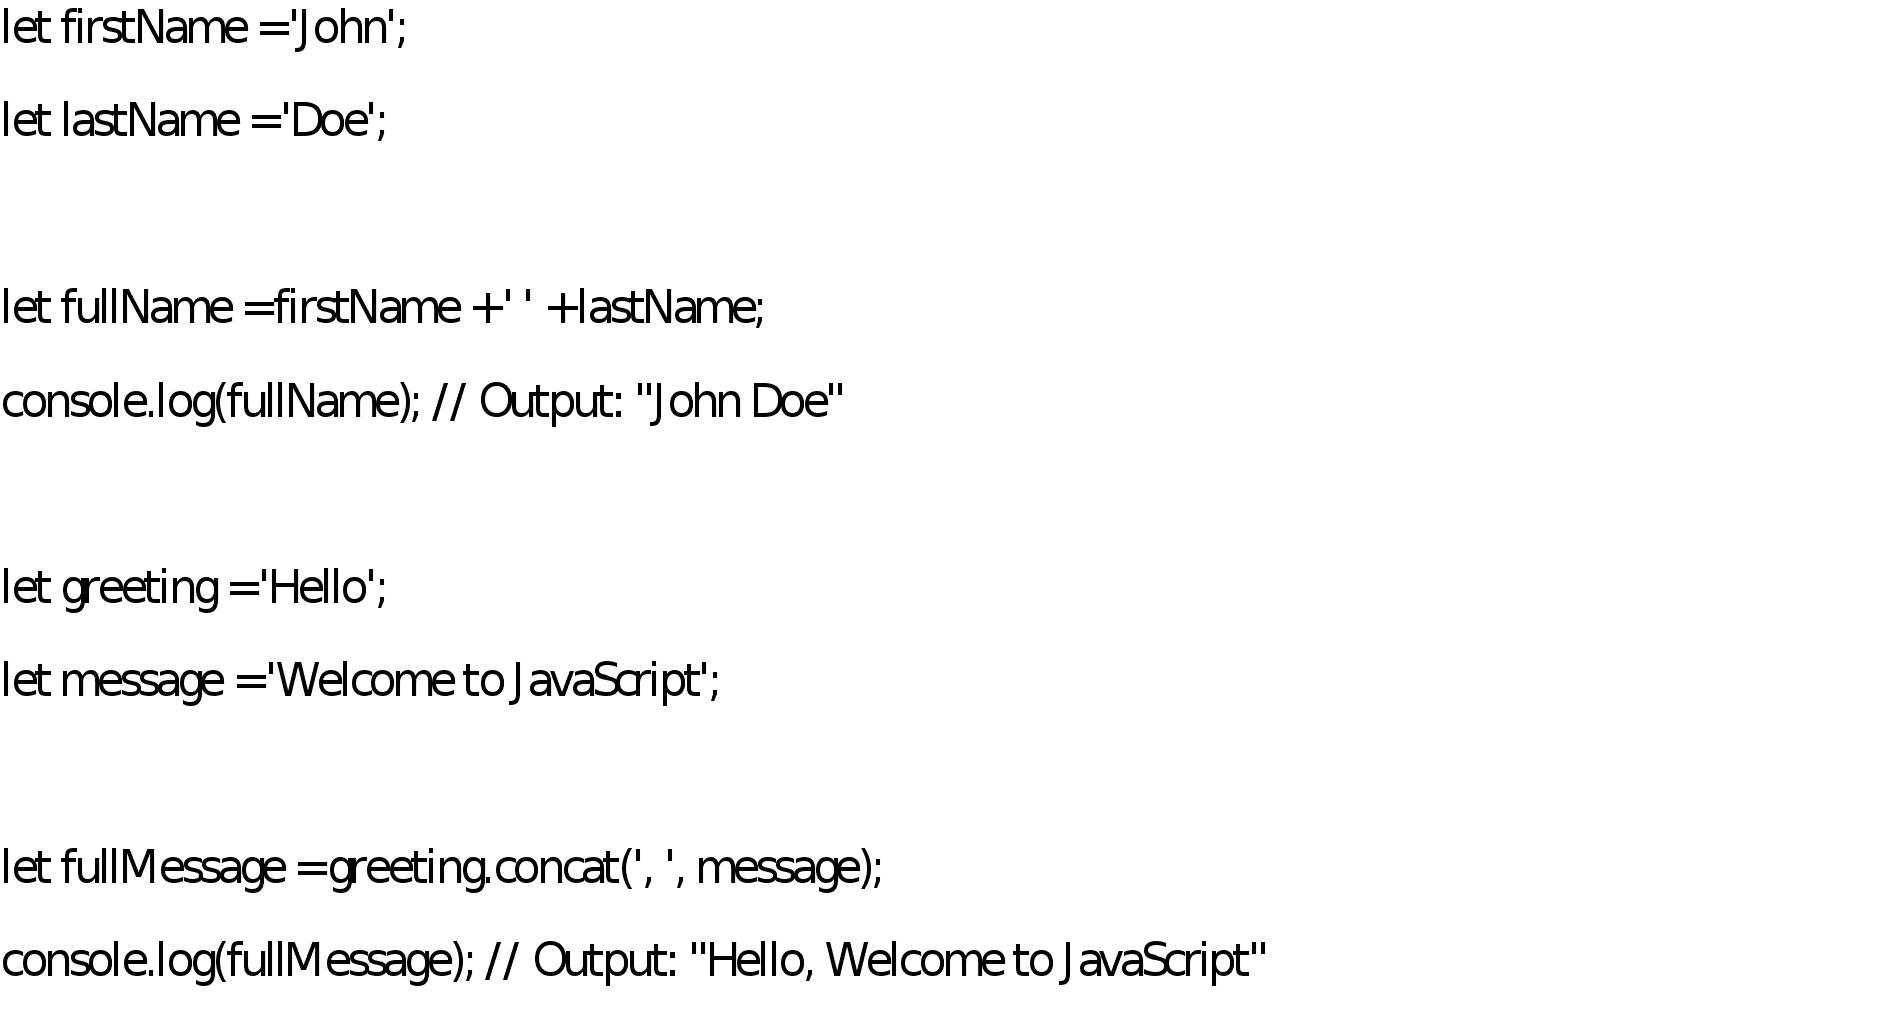 let firstName ='John';
let lastName ='Doe';
let fullName =firstName +' ' +lastName;
console.log(fullName); // Output: "John Doe"
let greeting ='Hello';
let message ='Welcome to JavaScript';
let fullMessage =greeting.concat(', ', message);
console.log(fullMessage); // Output: "Hello, Welcome to JavaScript"